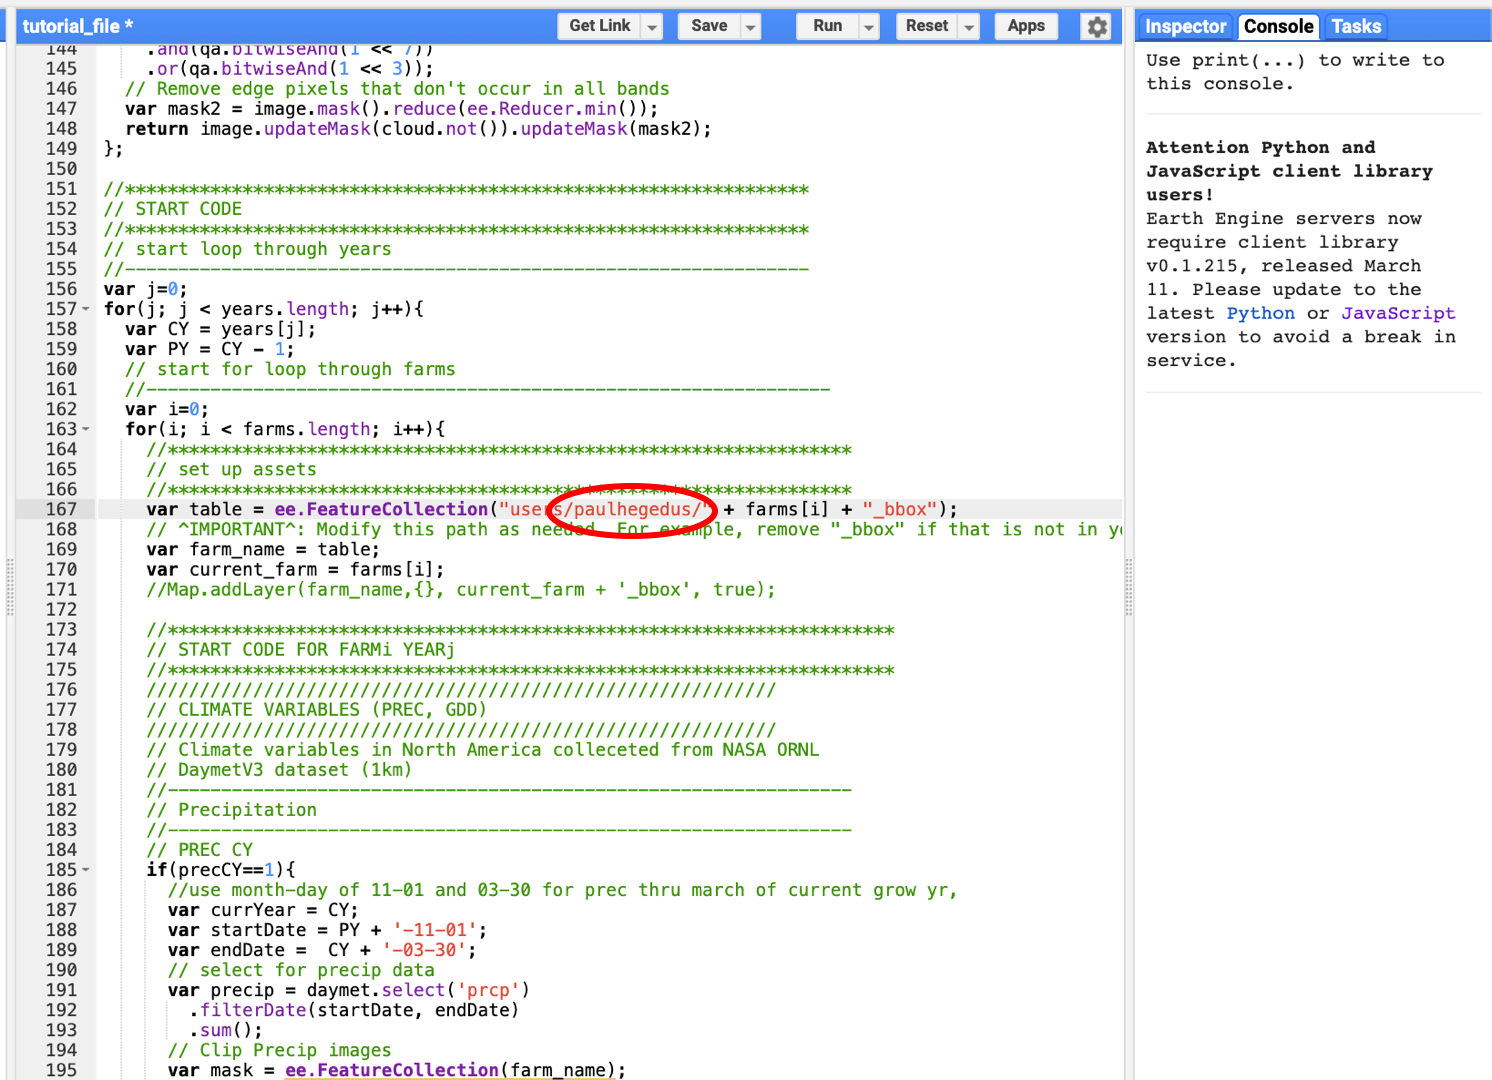 tutorial_file *
Get Link
Save
Run
Reset
Apps
144 .and(qa.bitwiseAnd(1 << 7))
145 .or(qa.bitwiseAnd(1 << 3));
146 // Remove edge pixels that don't occur in all bands
147 var mask2 = image.mask().reduce(ee.Reducer.min());
148 return image.updateMask(cloud.not()).updateMask(mask2);
149 };
150
151 //****************************************************************
152 // START CODE
153 //****************************************************************
154 // start loop through years
155 //----------------------------------------------------------------
156 var j=0;
157 for(j; j < years.length; j++){
158 var CY = years[j];
159 var PY = CY - 1;
160 // start for loop through farms
161 //----------------------------------------------------------------
162 var i=0;
163 for(i; i < farms.length; i++){
164 //****************************************************************
165 // set up assets
166 //****************************************************************
167 var table = ee.FeatureCollection("users/paulhegedus/" + farms[i] + "_bbox");
168 // ^IMPORTANT^: Modify this path as needed. For example, remove "_bbox" if that is not in y
169 var farm_name = table;
170 var current_farm = farms[i];
171 //Map.addLayer(farm_name,{}, current_farm + '_bbox', true);
172
173 //********************************************************************
174 // START CODE FOR FARMi YEARj
175 //********************************************************************
176 ///////////////////////////////////////////////////////////
177 // CLIMATE VARIABLES (PREC, GDD)
178 ///////////////////////////////////////////////////////////
179 // Climate variables in North America colleceted from NASA ORNL
180 // DaymetV3 dataset (1km)
181 //----------------------------------------------------------------
182 // Precipitation
183 //----------------------------------------------------------------
184 // PREC CY
185 if(precCY==1){
186 //use month-day of 11-01 and 03-30 for prec thru march of current grow yr,
187 var currYear = CY;
188 var startDate = PY + '-11-01';
189 var endDate =  CY + '-03-30';
190 // select for precip data
191 var precip = daymet.select('prcp')
192 .filterDate(startDate, endDate)
193 .sum();
194 // Clip Precip images
195 var mask = ee.FeatureCollection(farm_name);
Inspector
Console
Tasks
Use print(...) to write to
this console.
Attention Python and
JavaScript client library
users!
Earth Engine servers now
require client library
v0.1.215, released March
11. Please update to the
latest Python or JavaScript
version to avoid a break in
service.